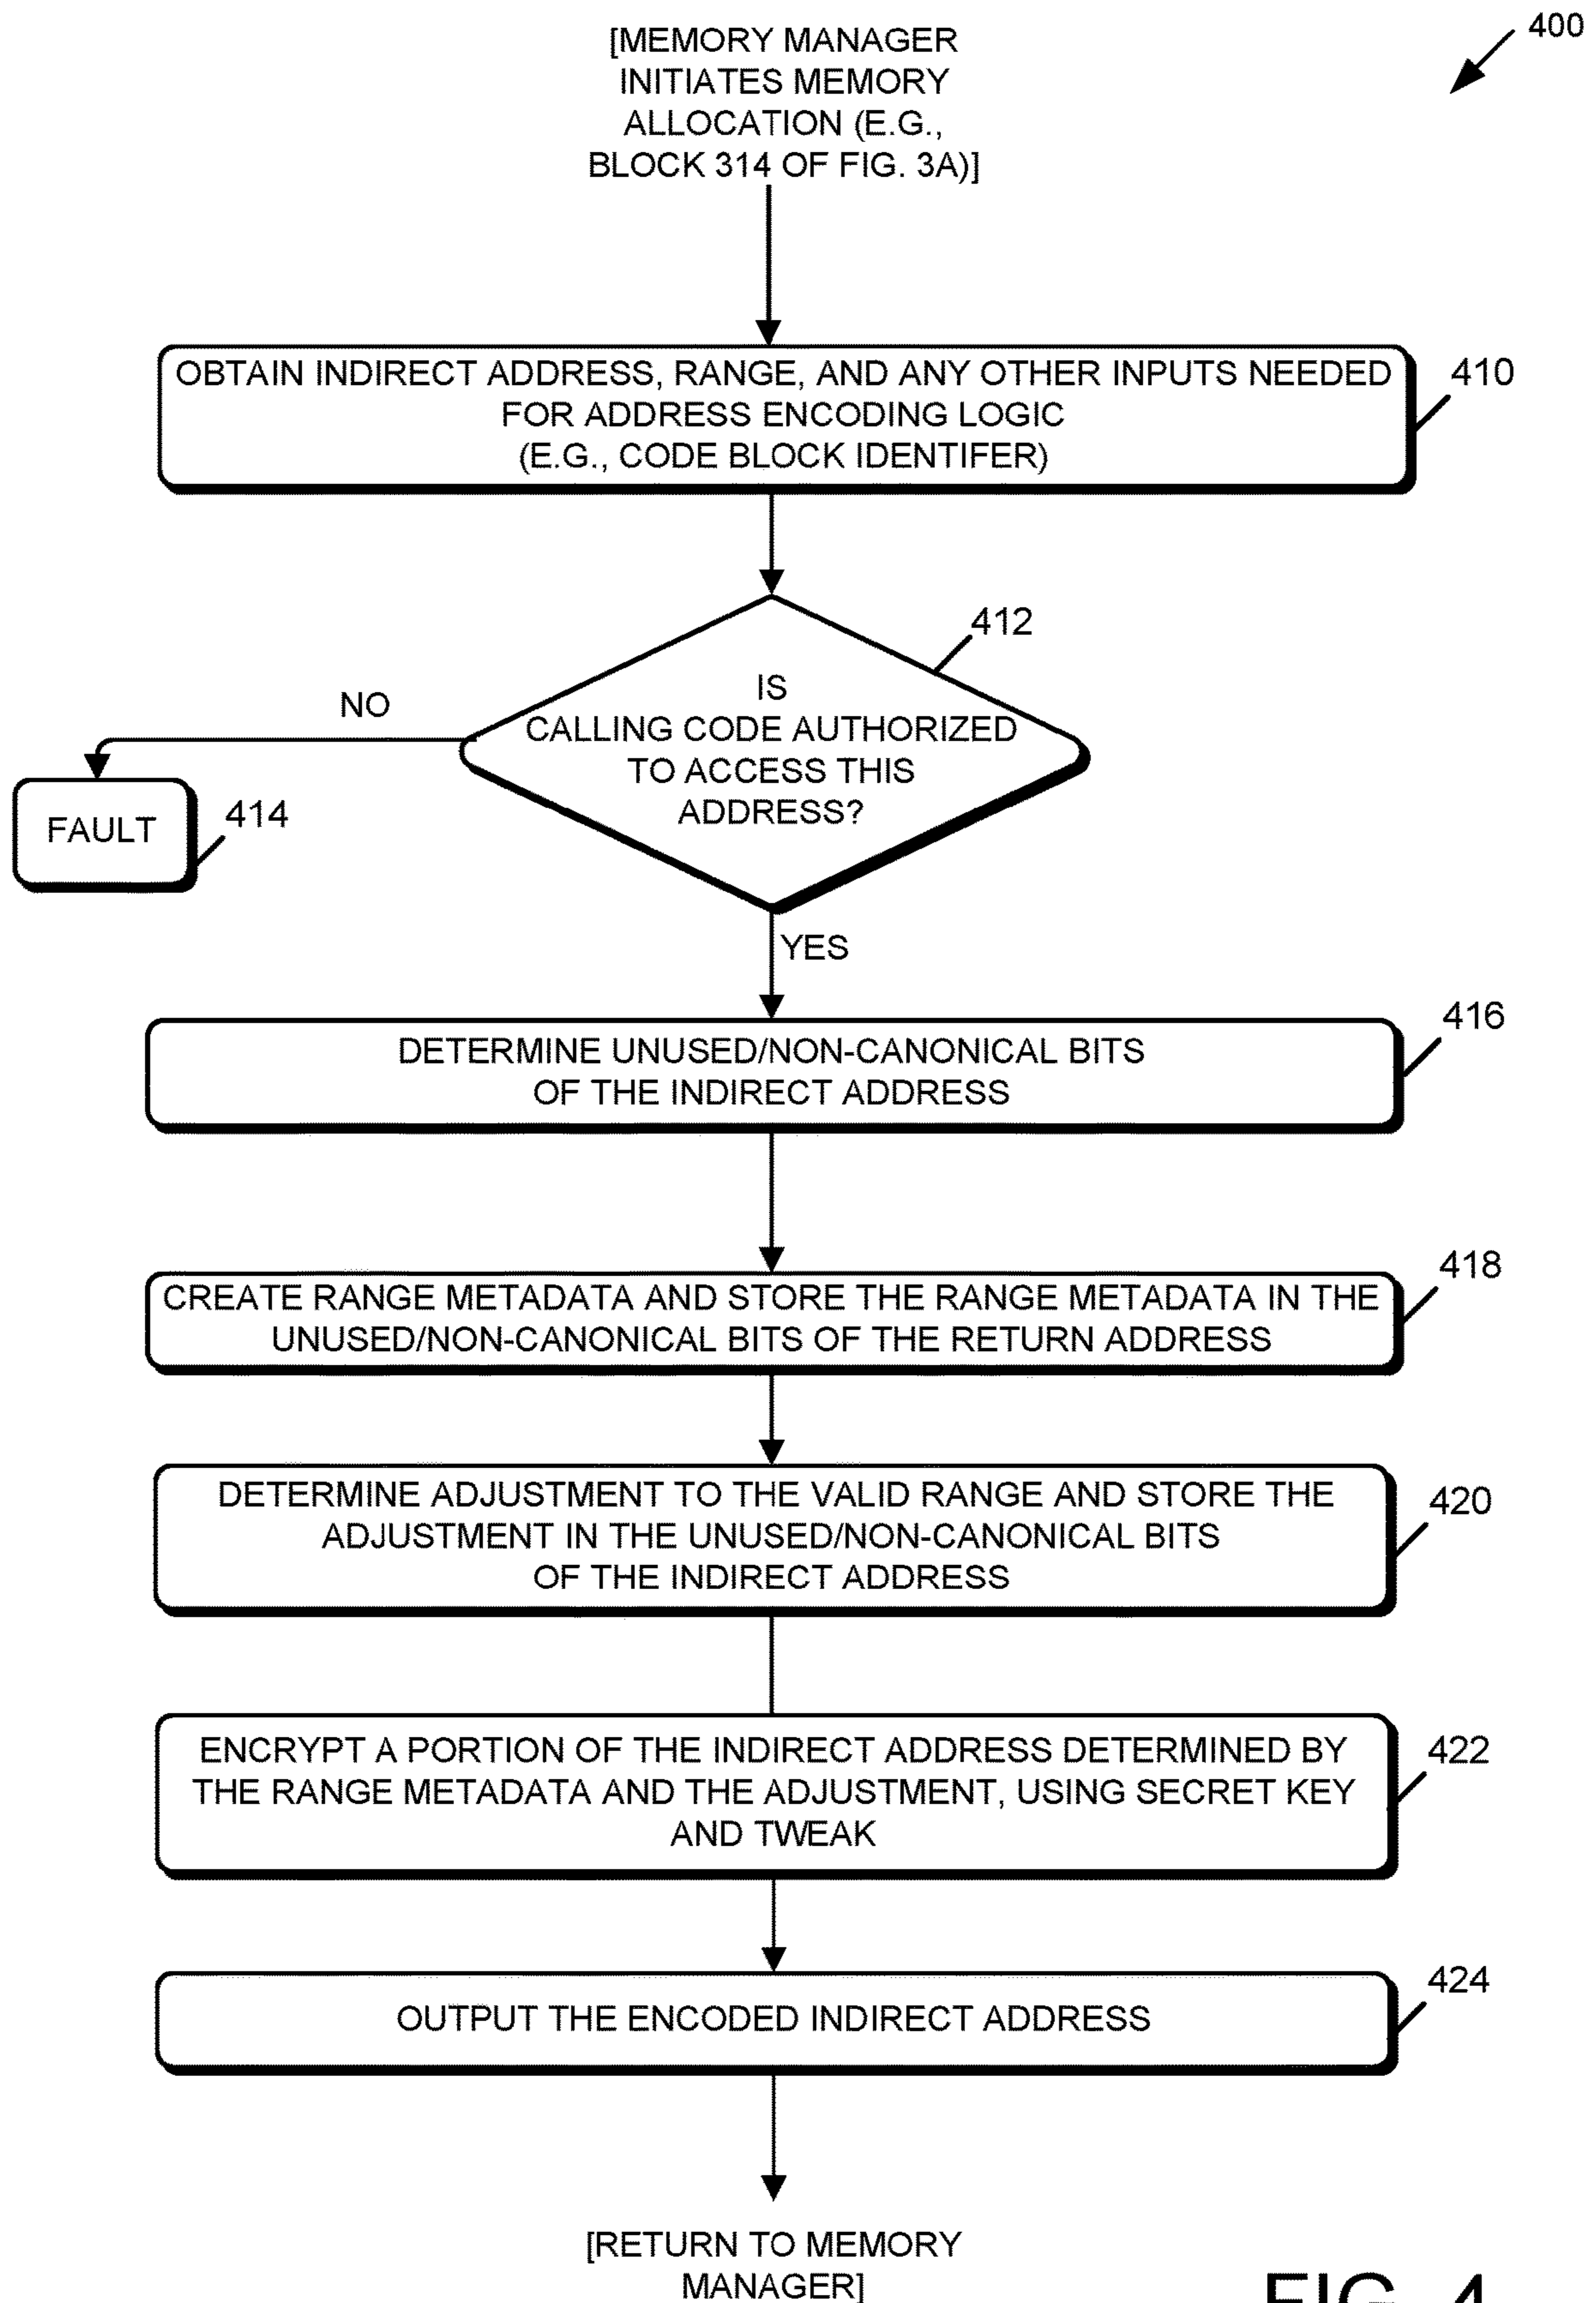 400
[MEMORY MANAGER
INITIATES MEMORY
ALLOCATION (E.G.,
BLOCK 314 OF FIG. 3A)]
OBTAIN INDIRECT ADDRESS, RANGE, AND ANY OTHER INPUTS NEEDED
FOR ADDRESS ENCODING LOGIC
(E.G., CODE BLOCK IDENTIFER)
410
412
IS
CALLING CODE AUTHORIZED
TO ACCESS THIS
ADDRESS?
NO
FAULT
414
YES
DETERMINE UNUSED/NON-CANONICAL BITS
OF THE INDIRECT ADDRESS
416
CREATE RANGE METADATA AND STORE THE RANGE METADATA IN THE
UNUSED/NON-CANONICAL BITS OF THE RETURN ADDRESS
418
DETERMINE ADJUSTMENT TO THE VALID RANGE AND STORE THE
ADJUSTMENT IN THE UNUSED/NON-CANONICAL BITS
OF THE INDIRECT ADDRESS
420
ENCRYPT A PORTION OF THE INDIRECT ADDRESS DETERMINED BY
THE RANGE METADATA AND THE ADJUSTMENT, USING SECRET KEY
AND TWEAK
422
OUTPUT THE ENCODED INDIRECT ADDRESS
424
[RETURN TO MEMORY
MANAGER]
FIG. 4